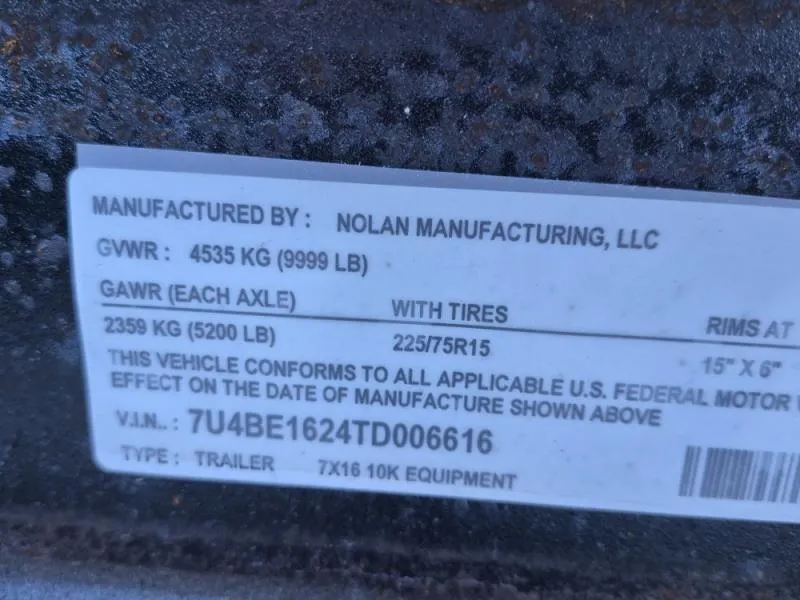 MANUFACTURED BY : NOLAN MANUFACTURING, LLC
GVWR : 4535 KG (9999 LB)
GAWR (EACH AXLE) WITH TIRES RIMS AT
2359 KG (5200 LB) 225/75R15 15" X 6"
THIS VEHICLE CONFORMS TO ALL APPLICABLE U.S. FEDERAL MOTOR
EFFECT ON THE DATE OF MANUFACTURE SHOWN ABOVE
V.I.N.. : 7U4BE1624TD006616
TYPE : TRAILER 7X16 10K EQUIPMENT